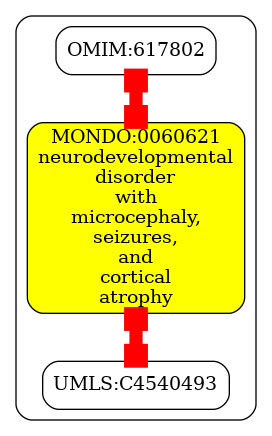 OMIM:617802
MONDO:0060621
neurodevelopmental
disorder
with
microcephaly,
seizures,
and
cortical
atrophy
UMLS:C4540493